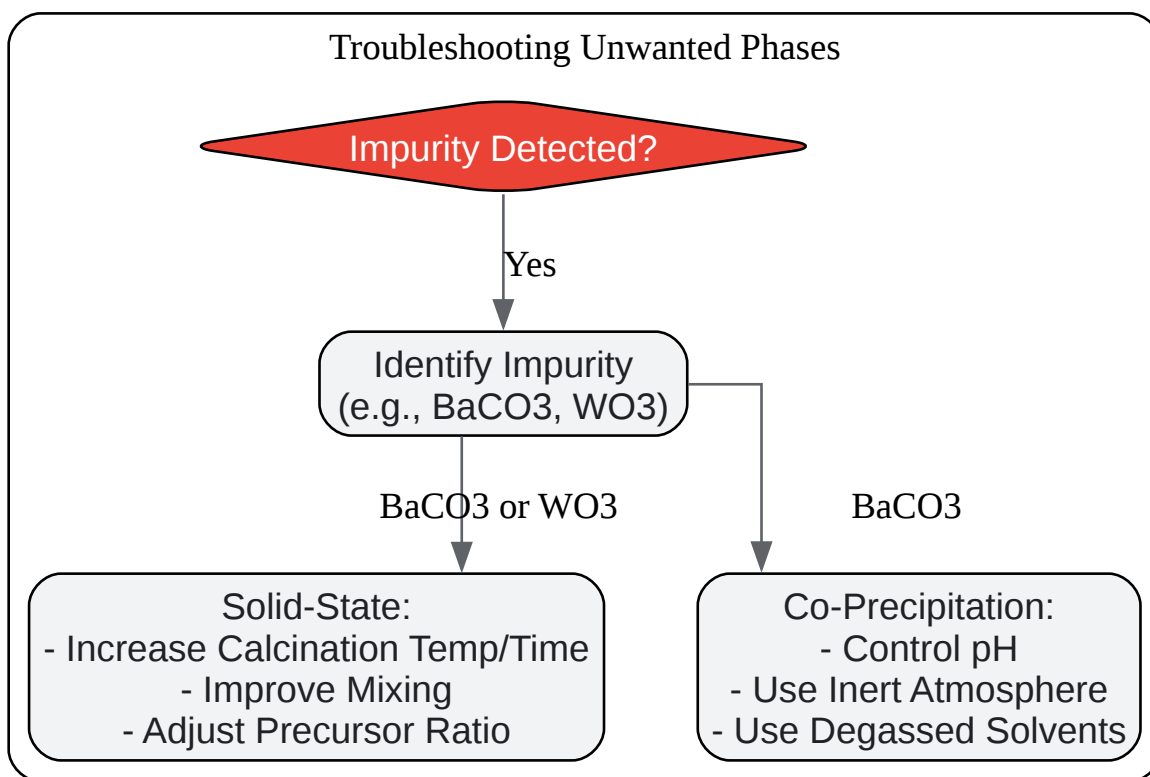 Troubleshooting Unwanted Phases
Impurity Detected?
Yes
Identify Impurity
(e.g., BaCO3, WO3)
BaCO3 or WO3
BaCO3
Solid-State:
- Increase Calcination Temp/Time
- Improve Mixing
- Adjust Precursor Ratio
Co-Precipitation:
- Control pH
- Use Inert Atmosphere
- Use Degassed Solvents